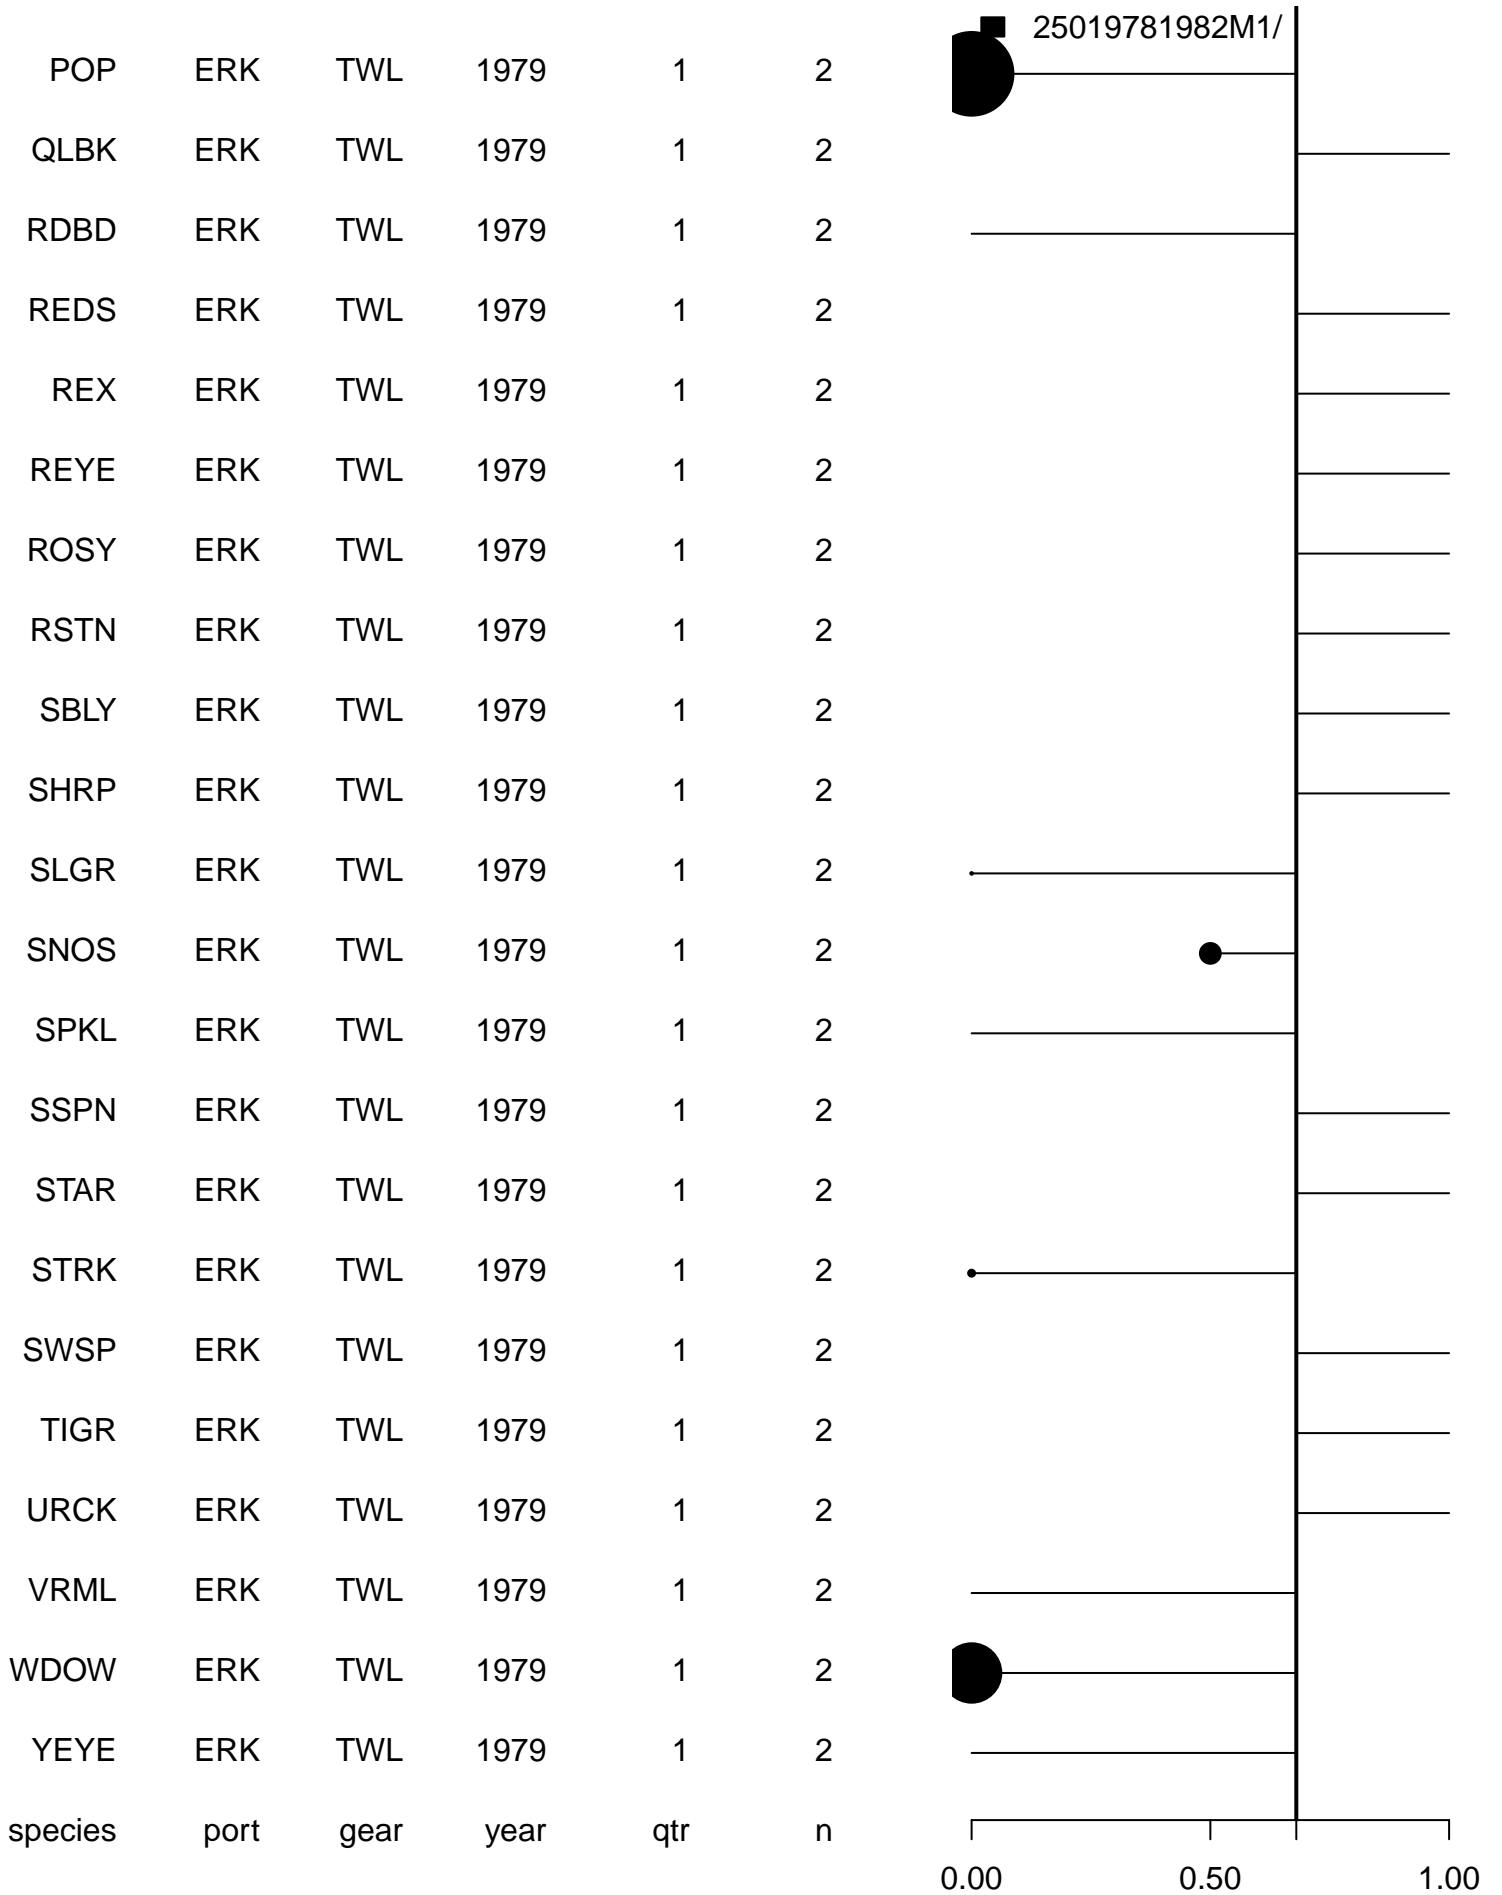 25019781982M1/
POP ERK TWL 1979 1 2
QLBK ERK TWL 1979 1 2
RDBD ERK TWL 1979 1 2
REDS ERK TWL 1979 1 2
REX ERK TWL 1979 1 2
REYE ERK TWL 1979 1 2
ROSY ERK TWL 1979 1 2
RSTN ERK TWL 1979 1 2
SBLY ERK TWL 1979 1 2
SHRP ERK TWL 1979 1 2
SLGR ERK TWL 1979 1 2
SNOS ERK TWL 1979 1 2
SPKL ERK TWL 1979 1 2
SSPN ERK TWL 1979 1 2
STAR ERK TWL 1979 1 2
STRK ERK TWL 1979 1 2
SWSP ERK TWL 1979 1 2
TIGR ERK TWL 1979 1 2
URCK ERK TWL 1979 1 2
VRML ERK TWL 1979 1 2
WDOW ERK TWL 1979 1 2
YEYE ERK TWL 1979 1 2
species port gear year qtr n
0.00 0.50 1.00